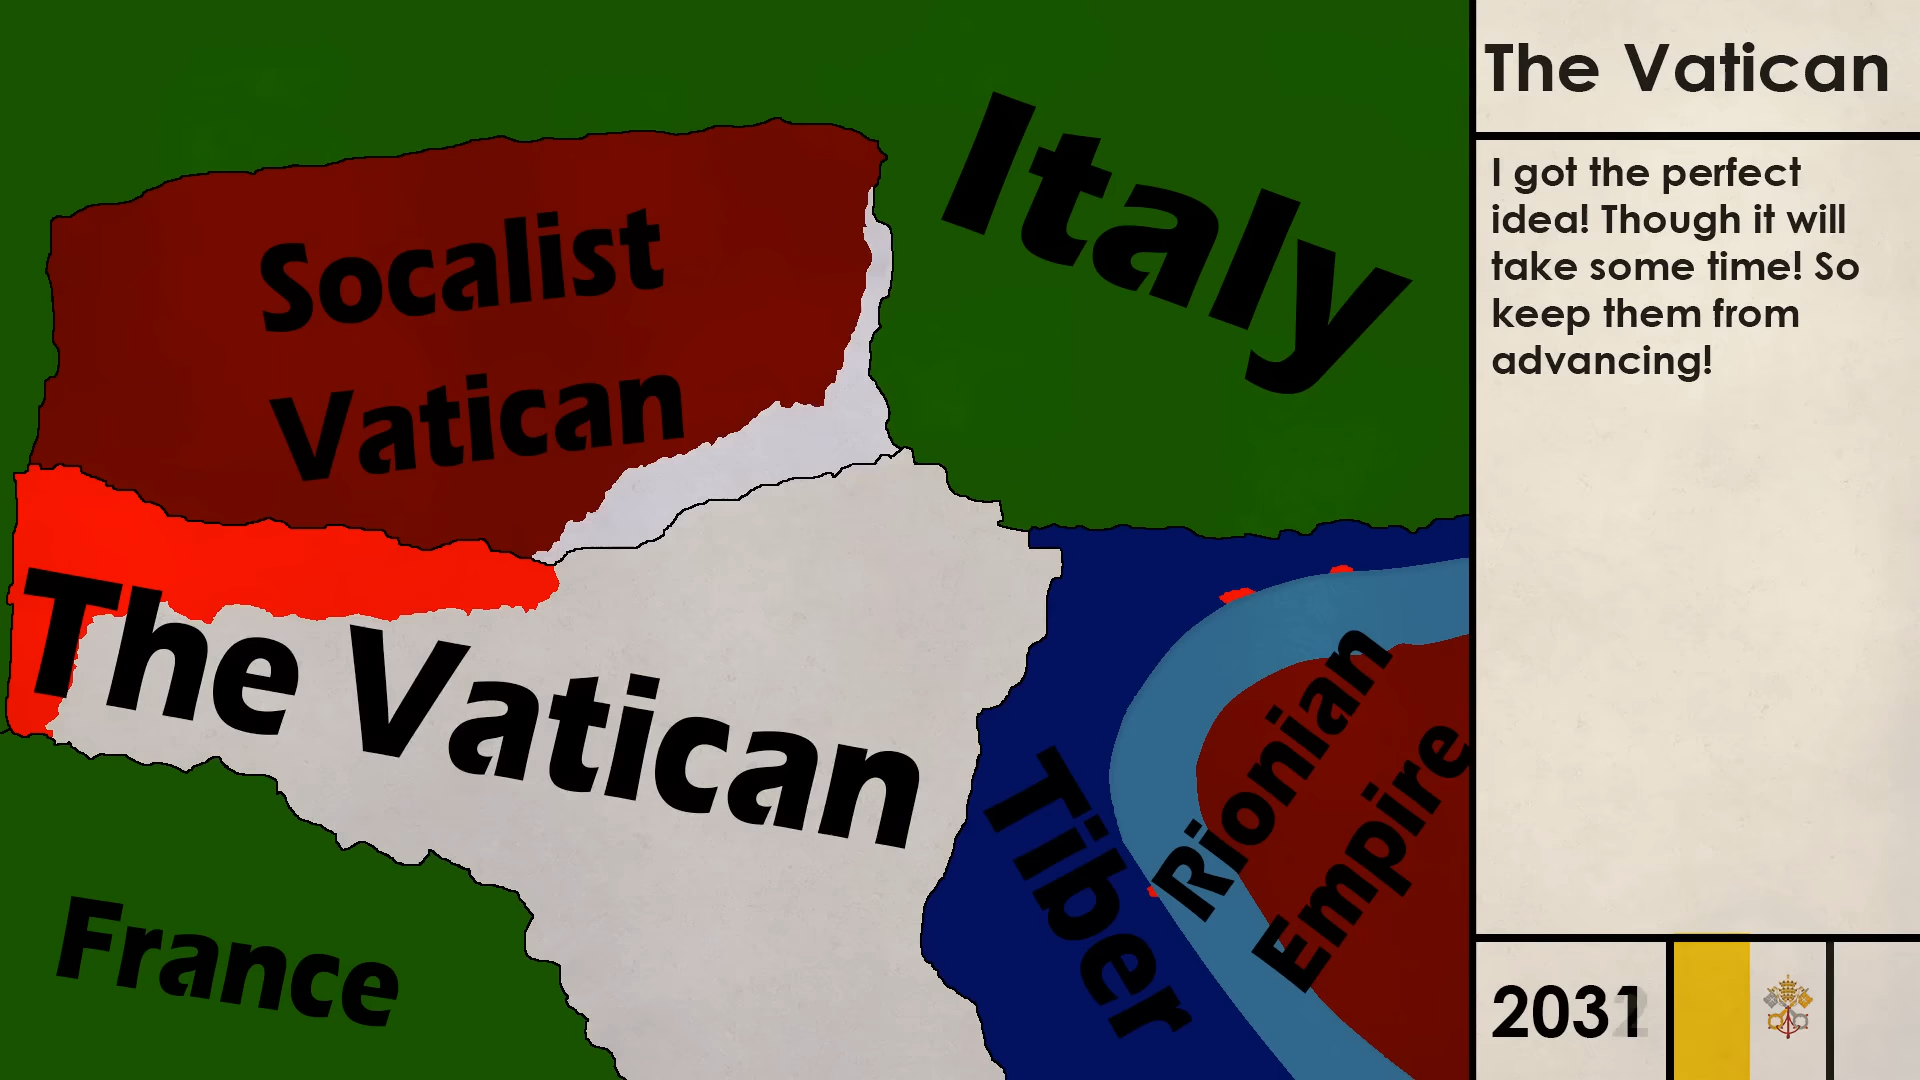 The Vatican
I got the perfect
idea! Though it will
take some time! So
keep them from
advancing!
Italy
Socalist
Vatican
The Vatican
France
Tiber
Rionian
Empire
2031